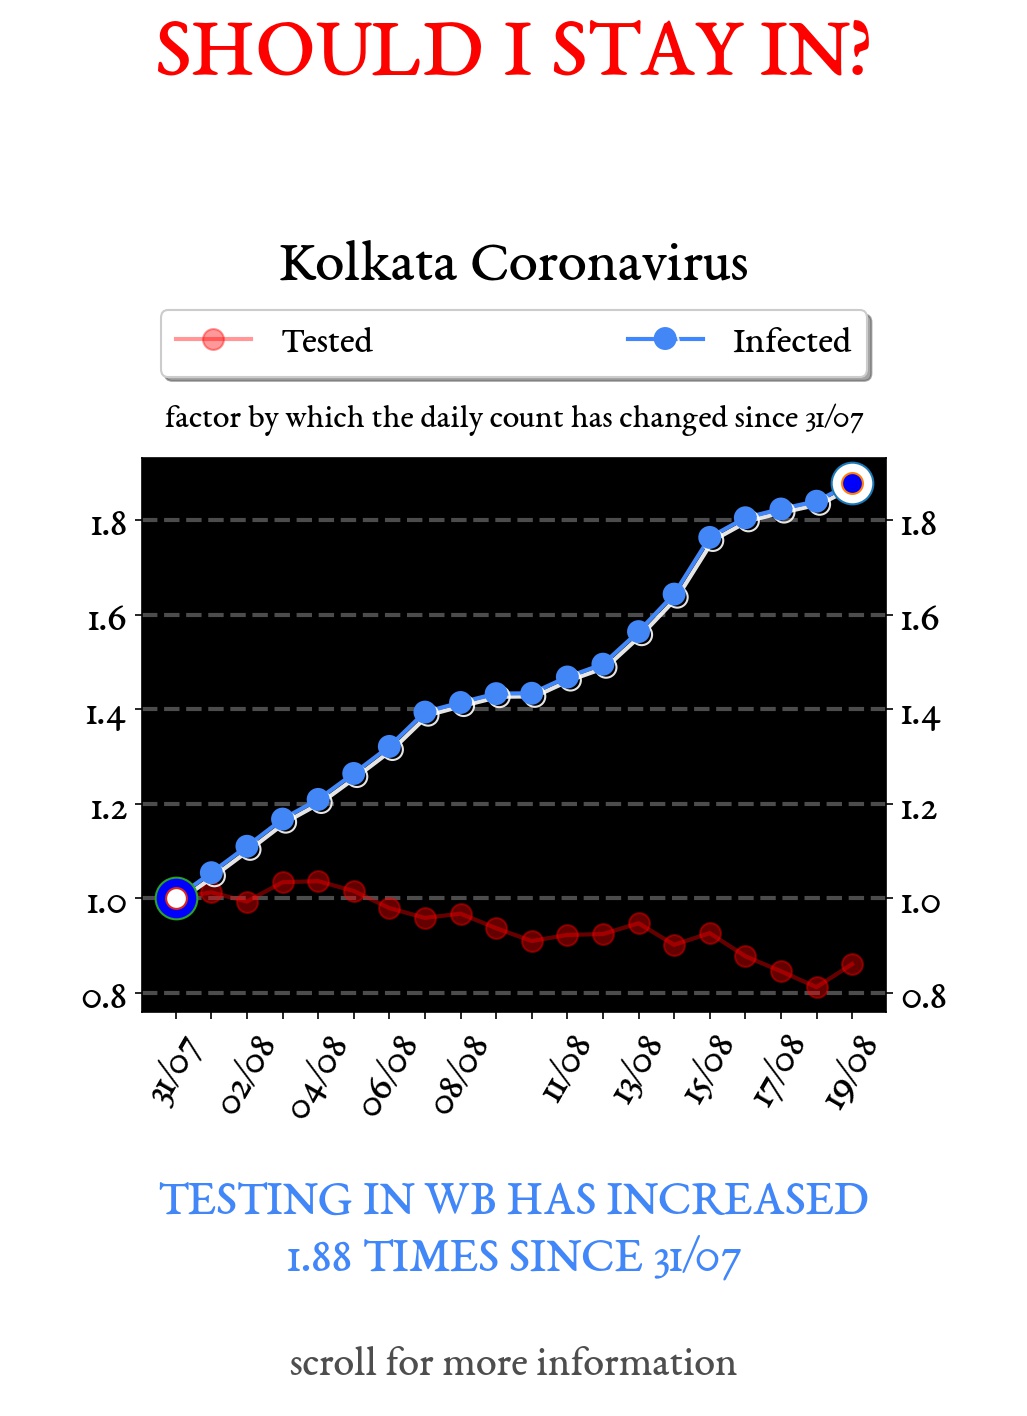 SHOULD I STAY IN?
Kolkata Coronavirus
Tested Infected
factor by which the daily count has changed since 31/07
1.8 1.8
1.6 1.6
1.4 1.4
1.2 1.2
1.0 1.0
0.8 0.8
31/07 02/08 04/08 06/08 08/08 11/08 13/08 15/08 17/08 19/08
TESTING IN WB HAS INCREASED
1.88 TIMES SINCE 31/07
scroll for more information